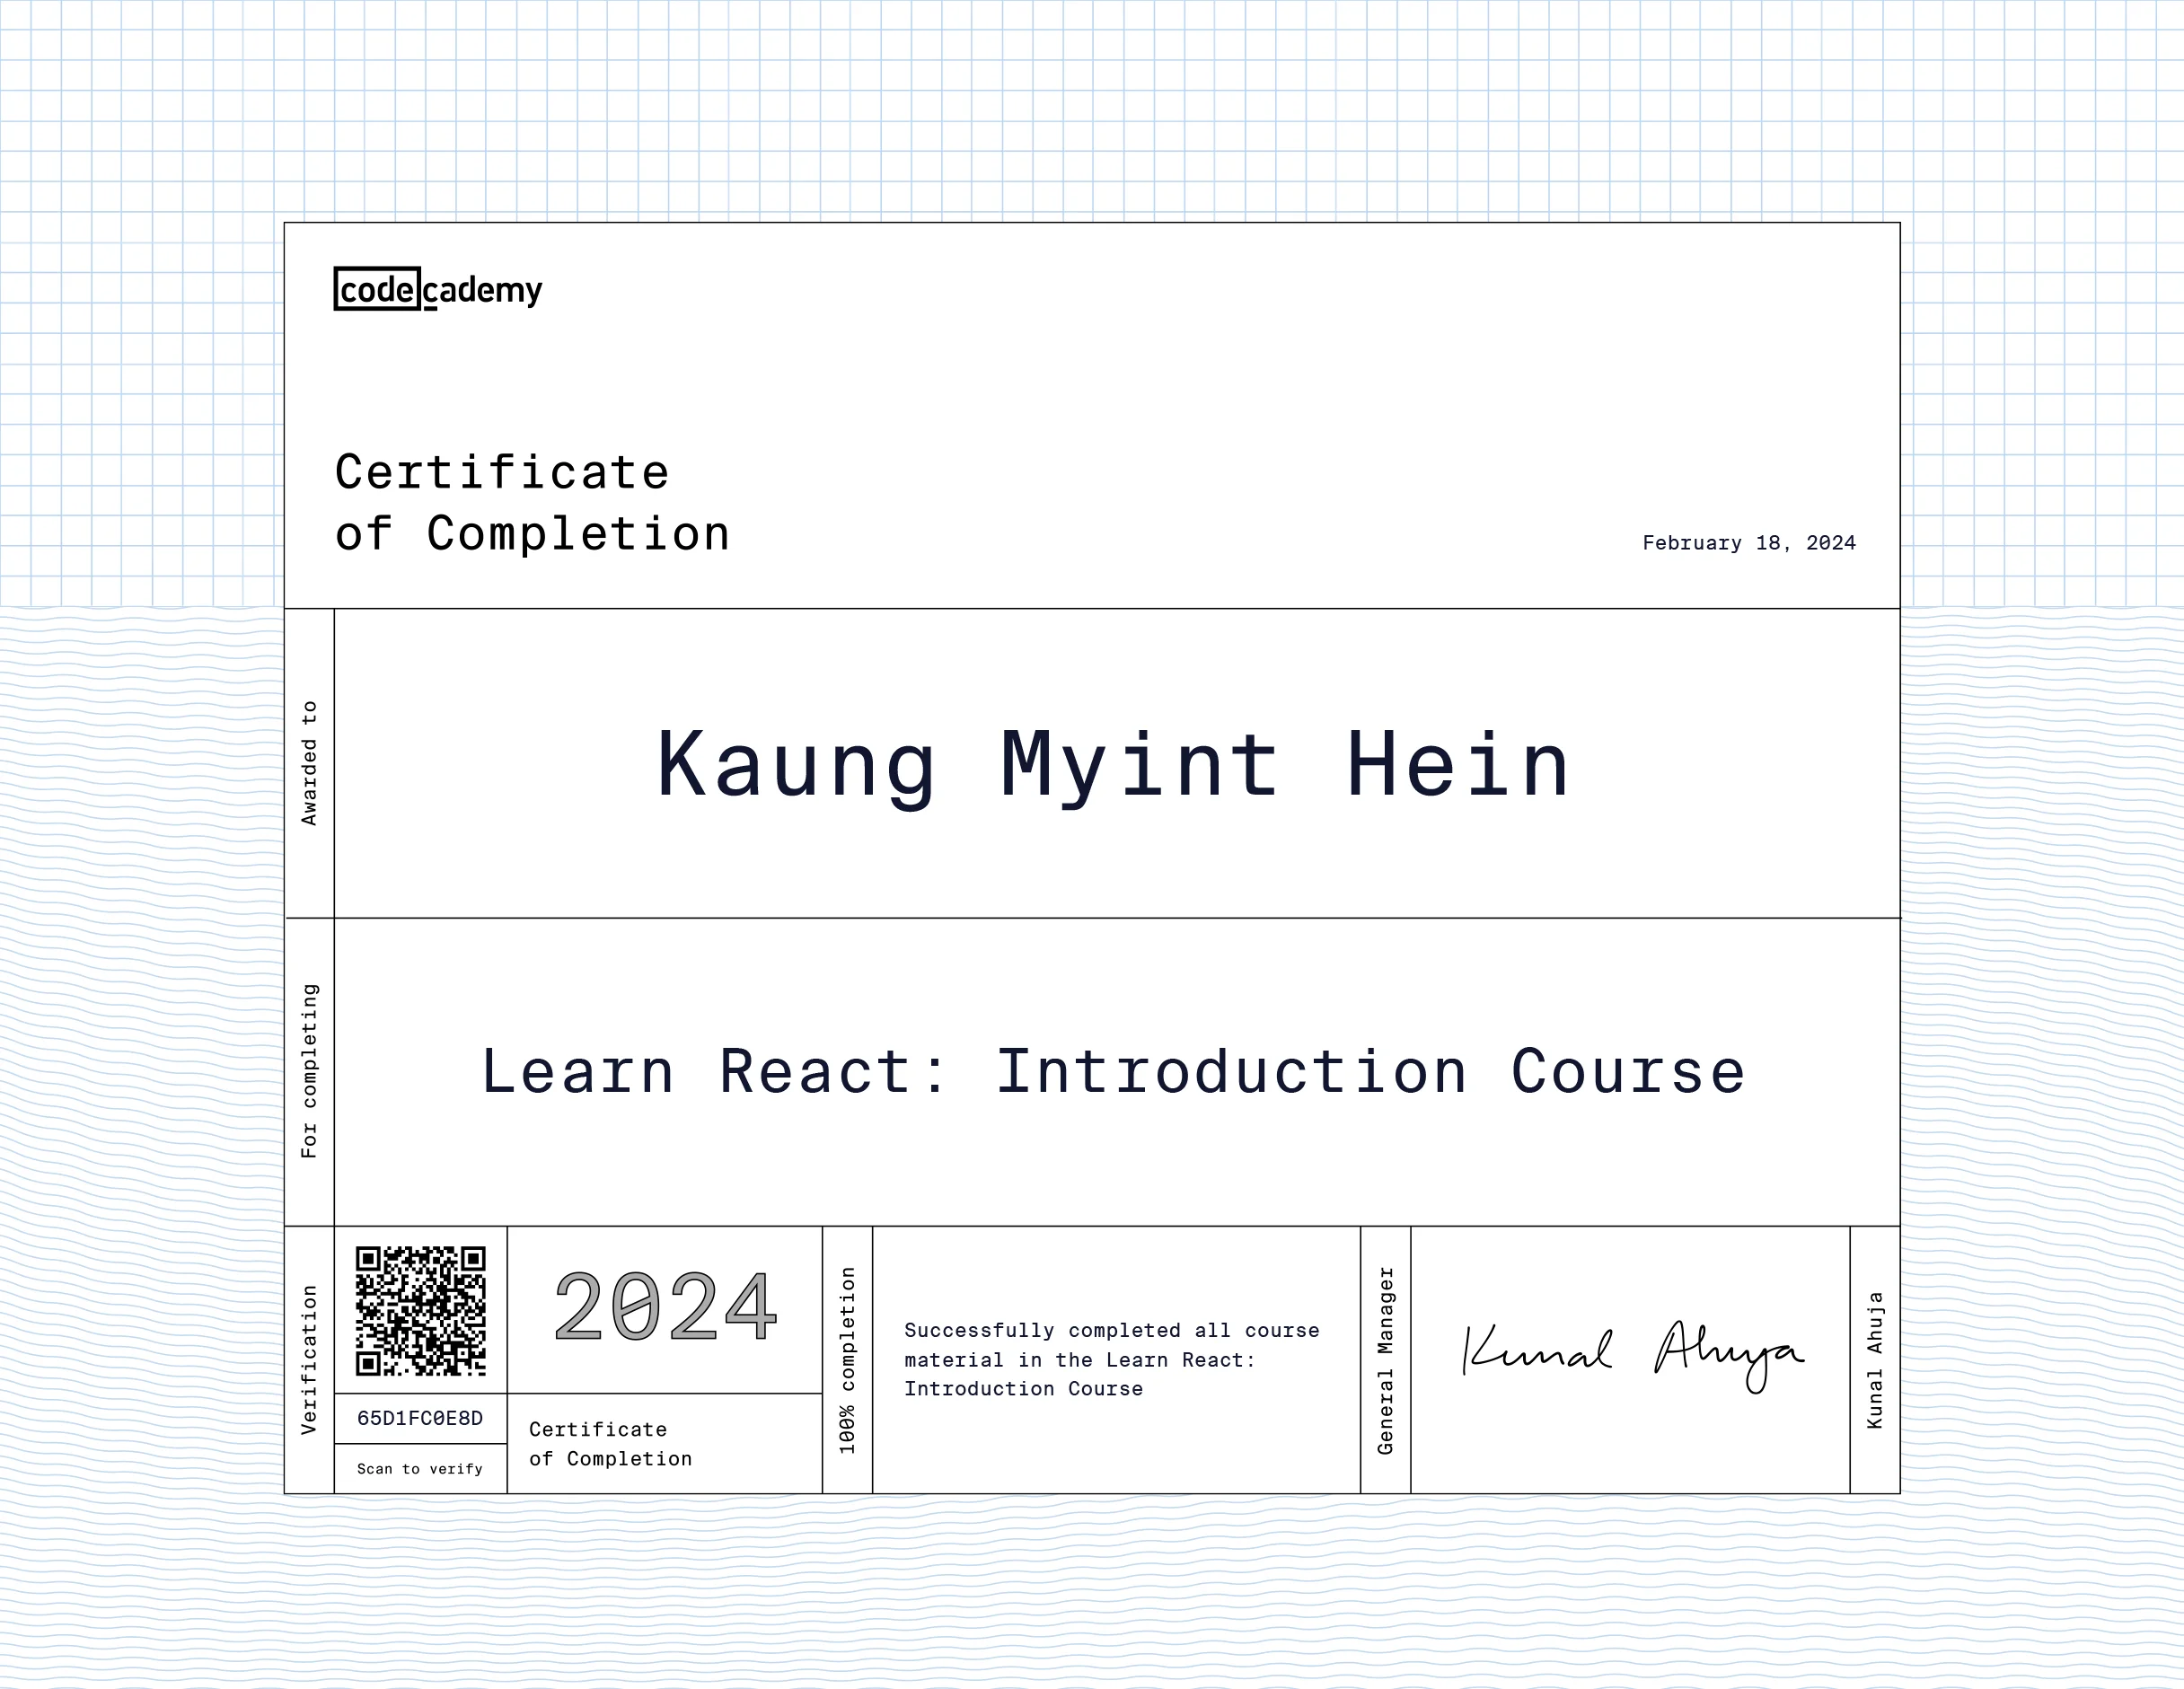 codecademy
Certificate
of Completion
February 18, 2024
Awarded to
Kaung Myint Hein
For completing
Learn React: Introduction Course
Verification
65D1FC0E8D
Scan to verify
2024
Certificate
of Completion
100% completion
Successfully completed all course
material in the Learn React:
Introduction Course
General Manager
Kunal Ahuja
Kunal Ahuja